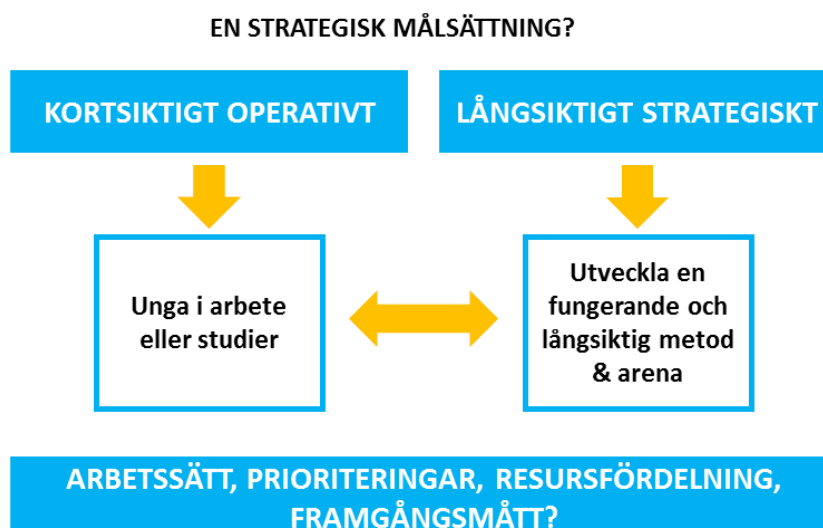 EN STRATEGISK MÅLSÄTTNING?
KORTSIKTIGT OPERATIVT
LÅNGSIKTIGT STRATEGISKT
Unga i arbete
eller studier
Utveckla en
fungerande och
långsiktig metod
& arena
ARBETSSÄTT, PRIORITERINGAR, RESURSFÖRDELNING,
FRAMGÅNGSMÅTT?